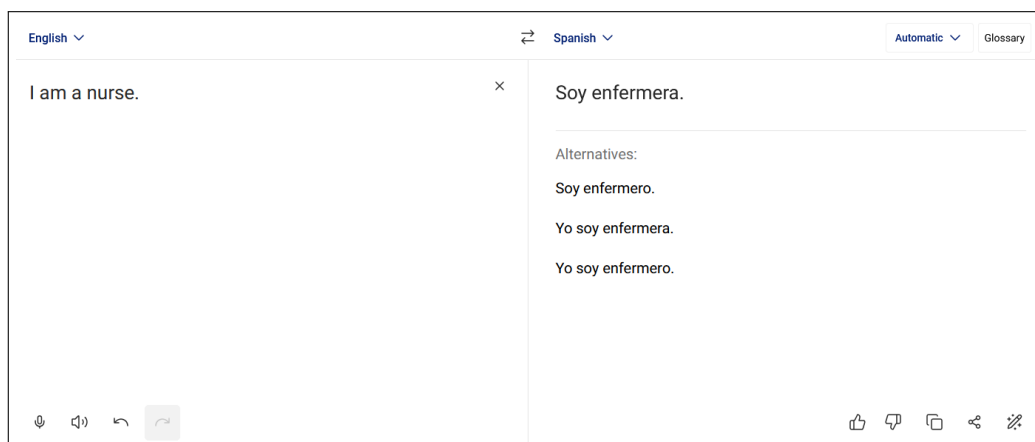 English
Spanish
Automatic
Glossary
I am a nurse.
Soy enfermera.
Alternatives:
Soy enfermero.
Yo soy enfermera.
Yo soy enfermero.